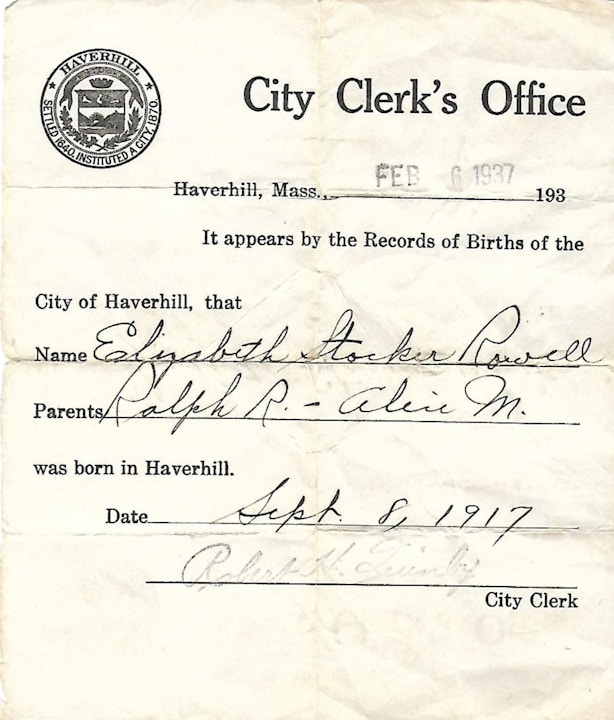 HAVERHILL
SETTLED 1640. INSTITUTED A CITY, 1870.
City Clerk's Office
Haverhill, Mass., FEB 6 1937 193
It appears by the Records of Births of the
City of Haverhill, that
Name Elizabeth Stocker Rowell
Parents Ralph R. - Alice M.
was born in Haverhill.
Date Sept. 8, 1917
Robert H. Quimby
City Clerk